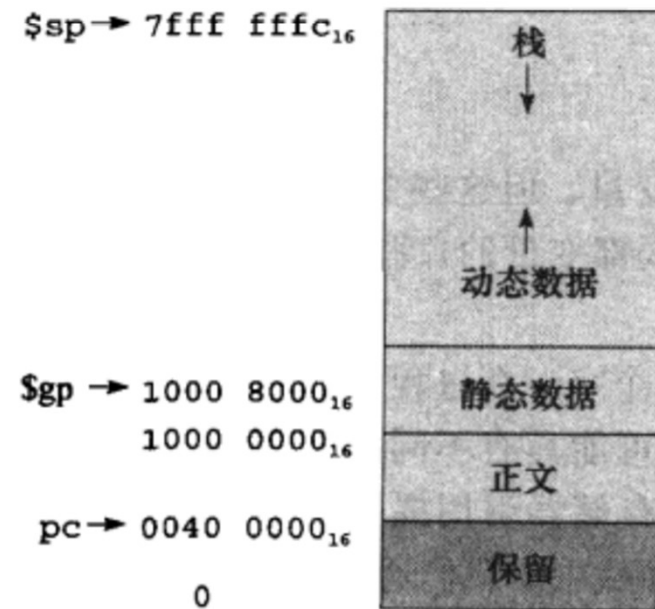 $sp→ 7fff fffc₁₆
栈
动态数据
$gp → 1000 8000₁₆
静态数据
1000 0000₁₆
正文
pc→ 0040 0000₁₆
保留
0